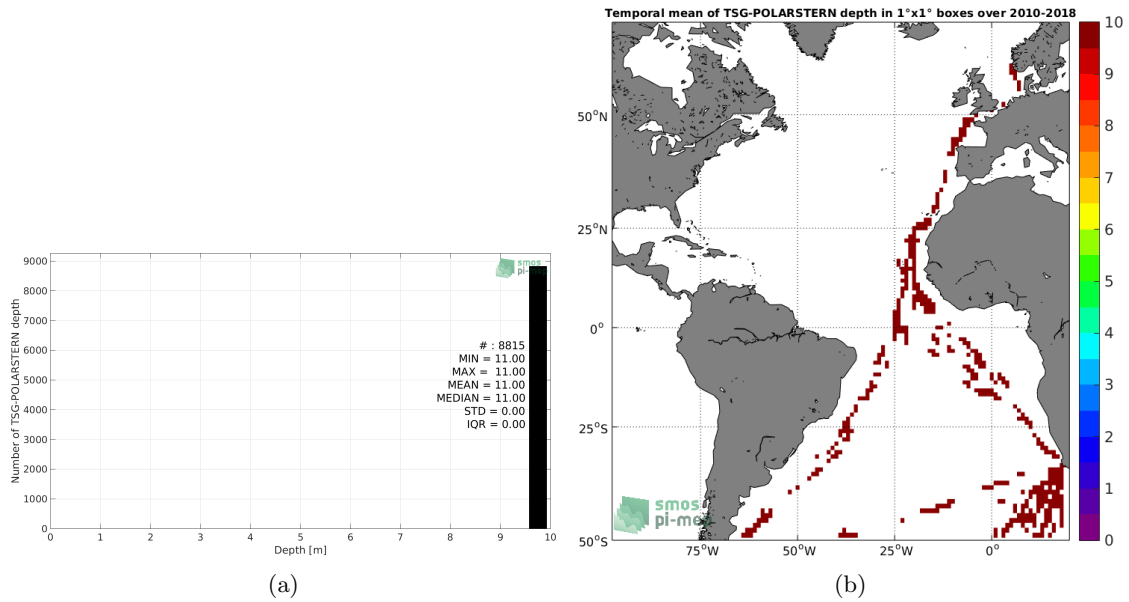 Temporal mean of TSG-POLARSTERN depth in 1°x1° boxes over 2010-2018
Number of TSG-POLARSTERN depth
9000
8000
7000
6000
5000
4000
3000
2000
1000
0
smos
pi-mep
# : 8815
MIN = 11.00
MAX = 11.00
MEAN = 11.00
MEDIAN = 11.00
STD = 0.00
IQR = 0.00
0 1 2 3 4 5 6 7 8 9 10
Depth [m]
(a)
50°N
25°N
0°
25°S
50°S
75°W 50°W 25°W 0°
smos
pi-mep
10
9
8
7
6
5
4
3
2
1
0
(b)